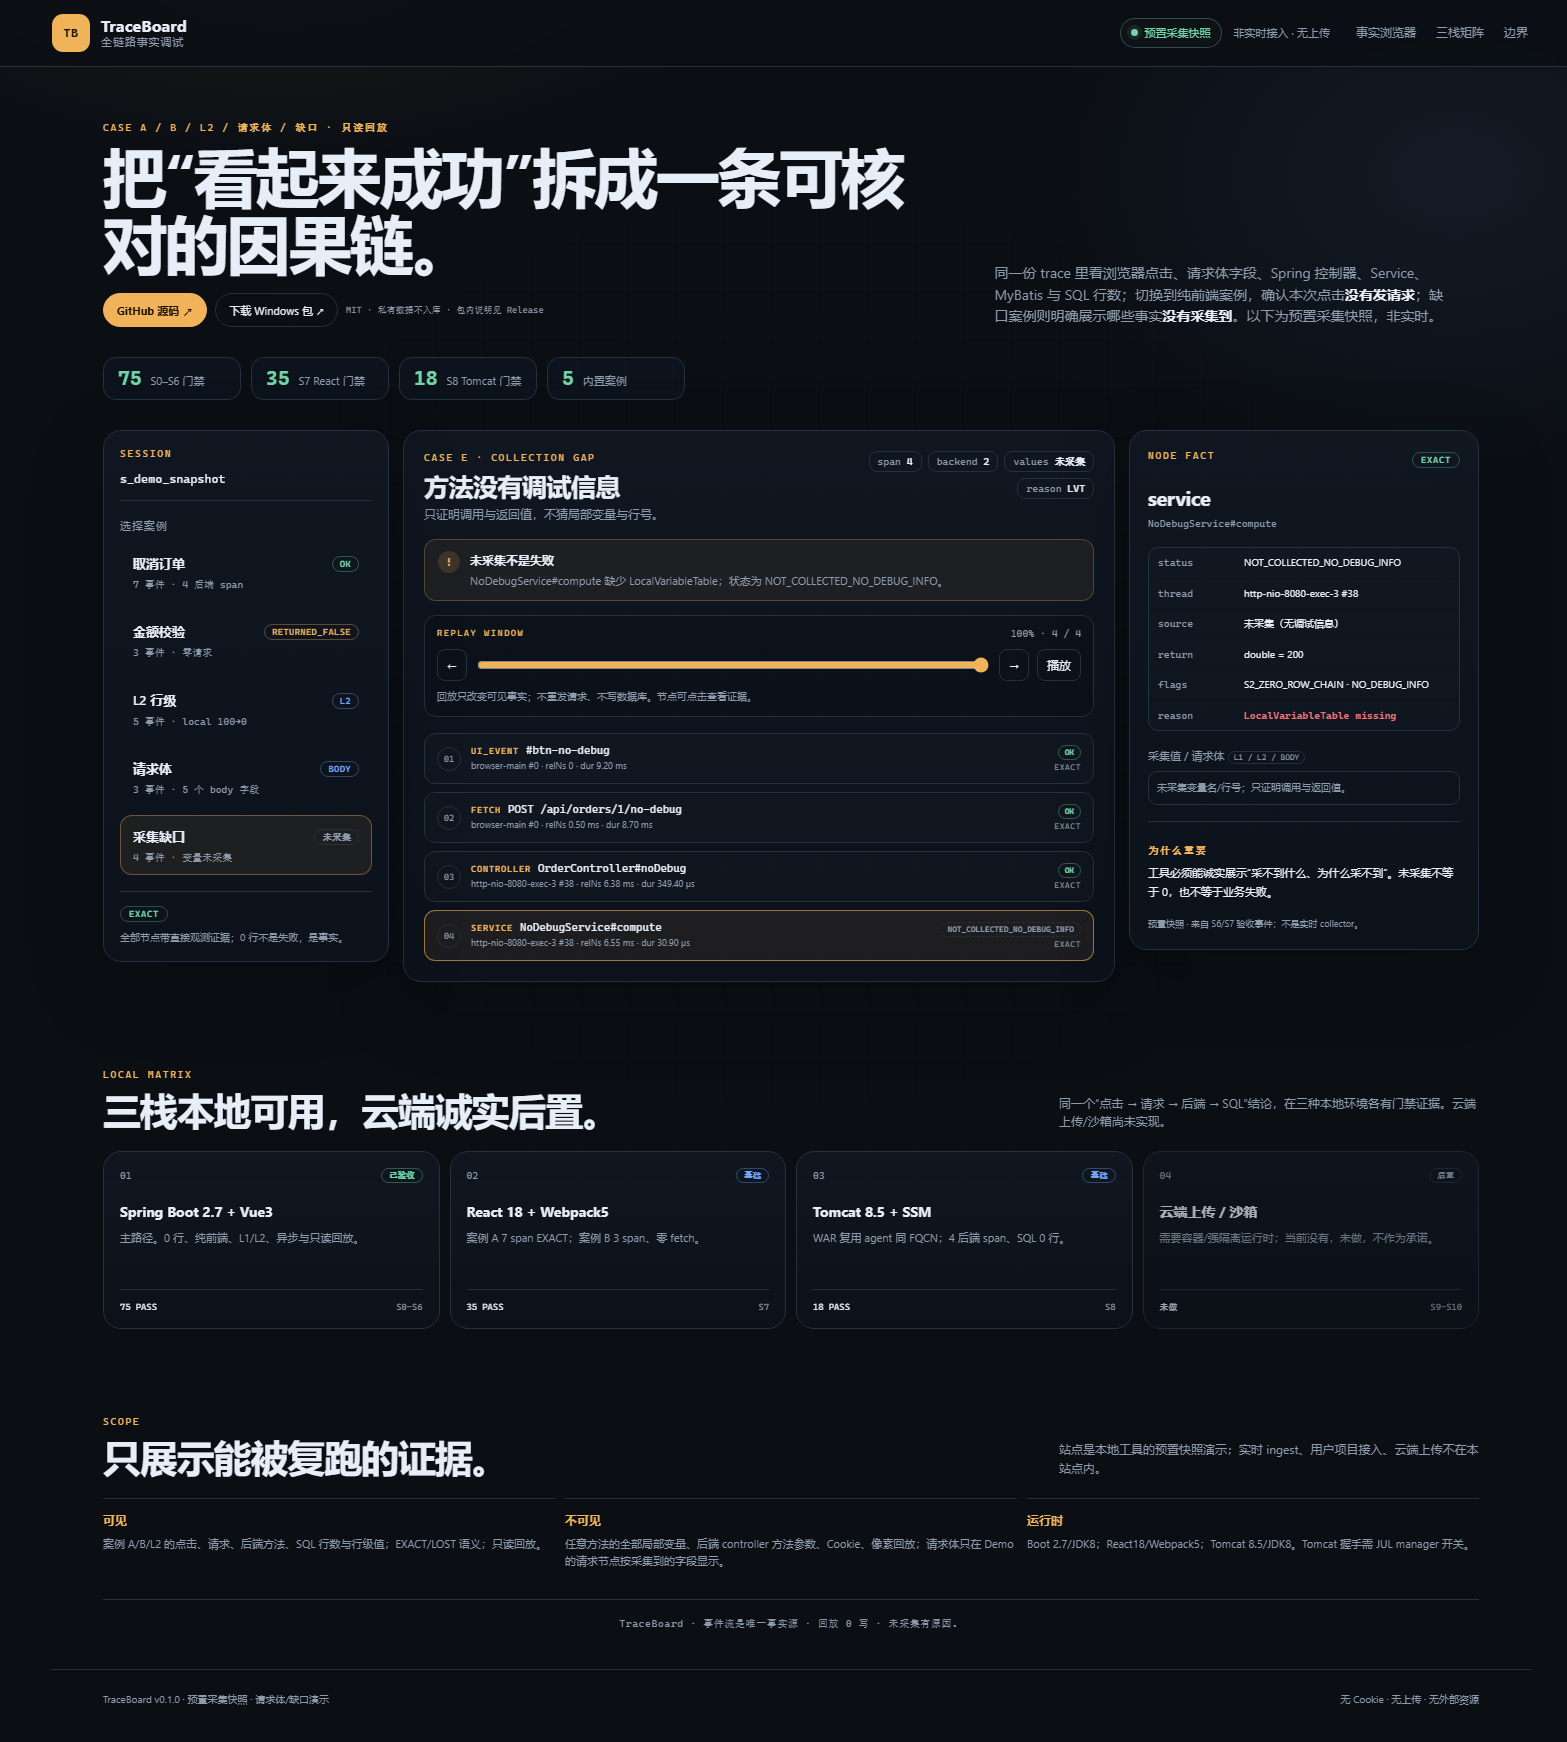 TB
TraceBoard
全链路事实调试
预置采集快照
非实时接入 · 无上传
事实浏览器
三栈矩阵
边界
CASE A / B / L2 / 请求体 / 缺口 · 只读回放
把“看起来成功”拆成一条可核
对的因果链。
同一份 trace 里看浏览器点击、请求体字段、Spring 控制器、Service、
MyBatis 与 SQL 行数；切换到纯前端案例，确认本次点击没有发请求；缺
口案例则明确展示哪些事实没有采集到。以下为预置采集快照，非实时。
GitHub 源码 ↗
下载 Windows 包 ↗
MIT · 私有数据不入库 · 包内说明见 Release
75 S0–S6 门禁
35 S7 React 门禁
18 S8 Tomcat 门禁
5 内置案例
SESSION
s_demo_snapshot
选择案例
取消订单 OK
7 事件 · 4 后端 span
金额校验 RETURNED_FALSE
3 事件 · 零请求
L2 行级 L2
5 事件 · local 100→0
请求体 BODY
3 事件 · 5 个 body 字段
采集缺口 未采集
4 事件 · 变量未采集
EXACT
全部节点带直接观测证据；0 行不是失败，是事实。
CASE E · COLLECTION GAP
方法没有调试信息
只证明调用与返回值，不猜局部变量与行号。
span 4
backend 2
values 未采集
reason LVT
! 未采集不是失败
NoDebugService#compute 缺少 LocalVariableTable；状态为 NOT_COLLECTED_NO_DEBUG_INFO。
REPLAY WINDOW 100% · 4 / 4
← → 播放
回放只改变可见事实；不重发请求、不写数据库。节点可点击查看证据。
01 UI_EVENT #btn-no-debug OK
browser-main #0 · relNs 0 · dur 9.20 ms EXACT
02 FETCH POST /api/orders/1/no-debug OK
browser-main #0 · relNs 0.50 ms · dur 8.70 ms EXACT
03 CONTROLLER OrderController#noDebug OK
http-nio-8080-exec-3 #38 · relNs 6.38 ms · dur 349.40 µs EXACT
04 SERVICE NoDebugService#compute NOT_COLLECTED_NO_DEBUG_INFO
http-nio-8080-exec-3 #38 · relNs 6.55 ms · dur 30.90 µs EXACT
NODE FACT EXACT
service
NoDebugService#compute
status NOT_COLLECTED_NO_DEBUG_INFO
thread http-nio-8080-exec-3 #38
source 未采集（无调试信息）
return double = 200
flags S2_ZERO_ROW_CHAIN · NO_DEBUG_INFO
reason LocalVariableTable missing
采集值 / 请求体 L1 / L2 / BODY
未采集变量名/行号；只证明调用与返回值。
为什么重要
工具必须能诚实展示“采不到什么、为什么采不到”。未采集不等
于 0，也不等于业务失败。
预置快照 · 来自 S6/S7 验收事件；不是实时 collector。
LOCAL MATRIX
三栈本地可用，云端诚实后置。
同一个“点击 → 请求 → 后端 → SQL”结论，在三种本地环境各有门禁证据。云端
上传/沙箱尚未实现。
01 已验收
Spring Boot 2.7 + Vue3
主路径。0 行、纯前端、L1/L2、异步与只读回放。
75 PASS S0–S6
02 基础
React 18 + Webpack5
案例 A 7 span EXACT；案例 B 3 span、零 fetch。
35 PASS S7
03 基础
Tomcat 8.5 + SSM
WAR 复用 agent 同 FQCN；4 后端 span、SQL 0 行。
18 PASS S8
04 后置
云端上传 / 沙箱
需要容器/强隔离运行时；当前没有，未做，不作为承诺。
未做 S9–S10
SCOPE
只展示能被复跑的证据。
站点是本地工具的预置快照演示；实时 ingest、用户项目接入、云端上传不在本
站点内。
可见
案例 A/B/L2 的点击、请求、后端方法、SQL 行数与行级值；EXACT/LOST 语义；只读回放。
不可见
任意方法的全部局部变量、后端 controller 方法参数、Cookie、像素回放；请求体只在 Demo
的请求节点按采集到的字段显示。
运行时
Boot 2.7/JDK8；React18/Webpack5；Tomcat 8.5/JDK8。Tomcat 握手需 JUL manager 开关。
TraceBoard · 事件流是唯一事实源 · 回放 0 写 · 未采集有原因。
TraceBoard v0.1.0 · 预置采集快照 · 请求体/缺口演示
无 Cookie · 无上传 · 无外部资源